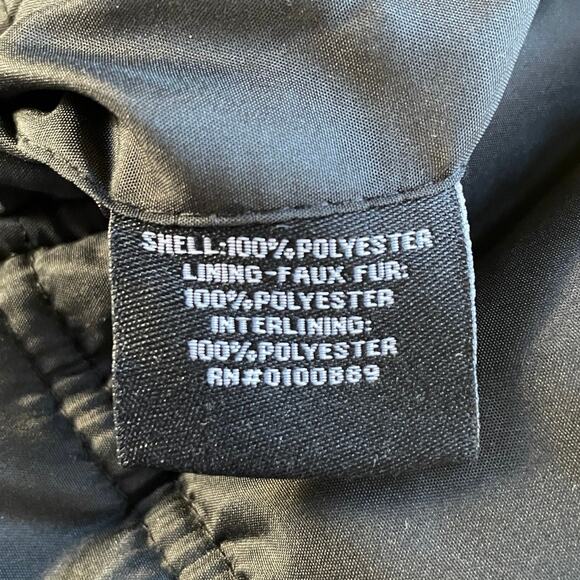 SHELL:100%POLYESTER
LINING-FAUX FUR:
100%POLYESTER
INTERLINING:
100%POLYESTER
RN#0100889